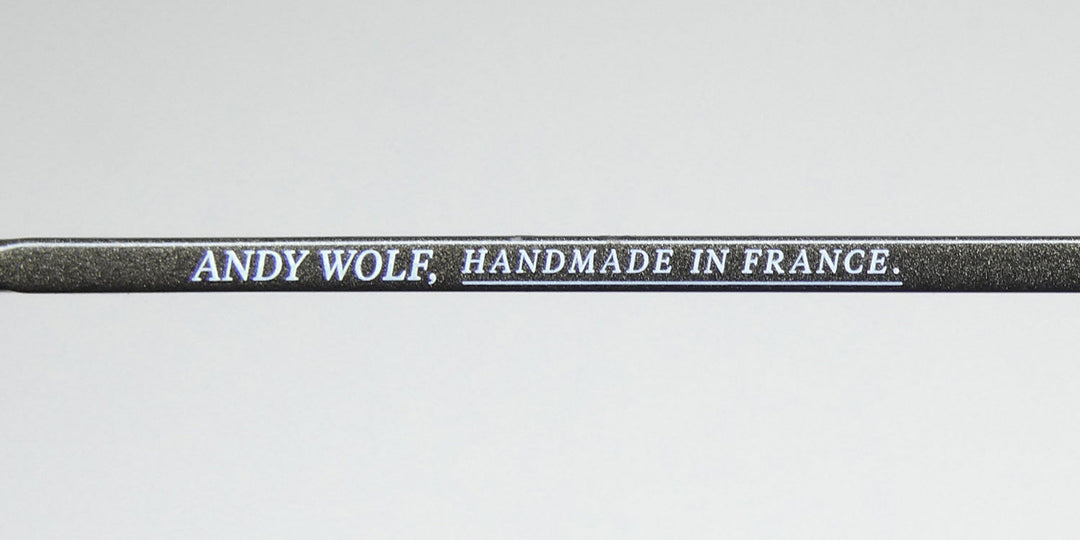 ANDY WOLF, HANDMADE IN FRANCE.